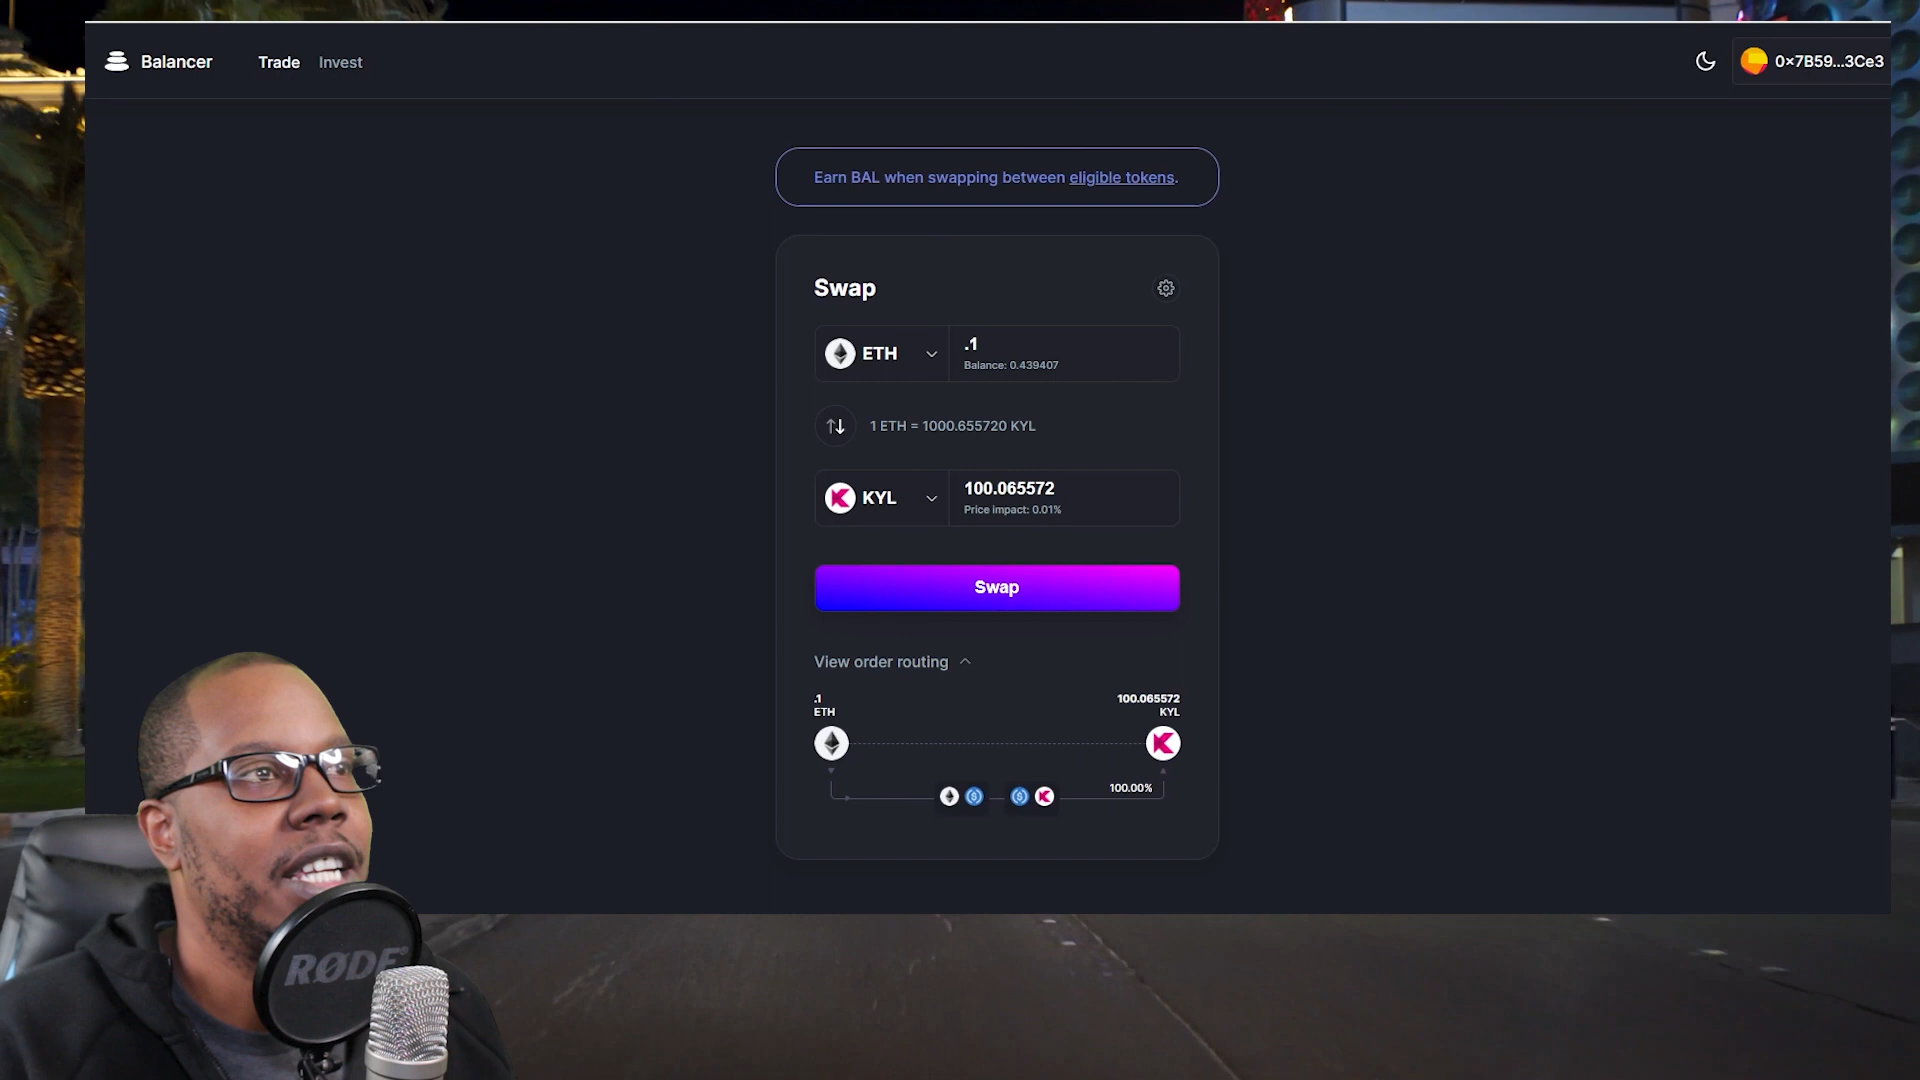 Balancer
Trade
Invest
0×7B59...3Ce3
Earn BAL when swapping between eligible tokens.
Swap
ETH
.1
Balance: 0.439407
1 ETH = 1000.655720 KYL
KYL
100.065572
Price impact: 0.01%
Swap
View order routing
.1
ETH
100.065572
KYL
100.00%
RØDE®